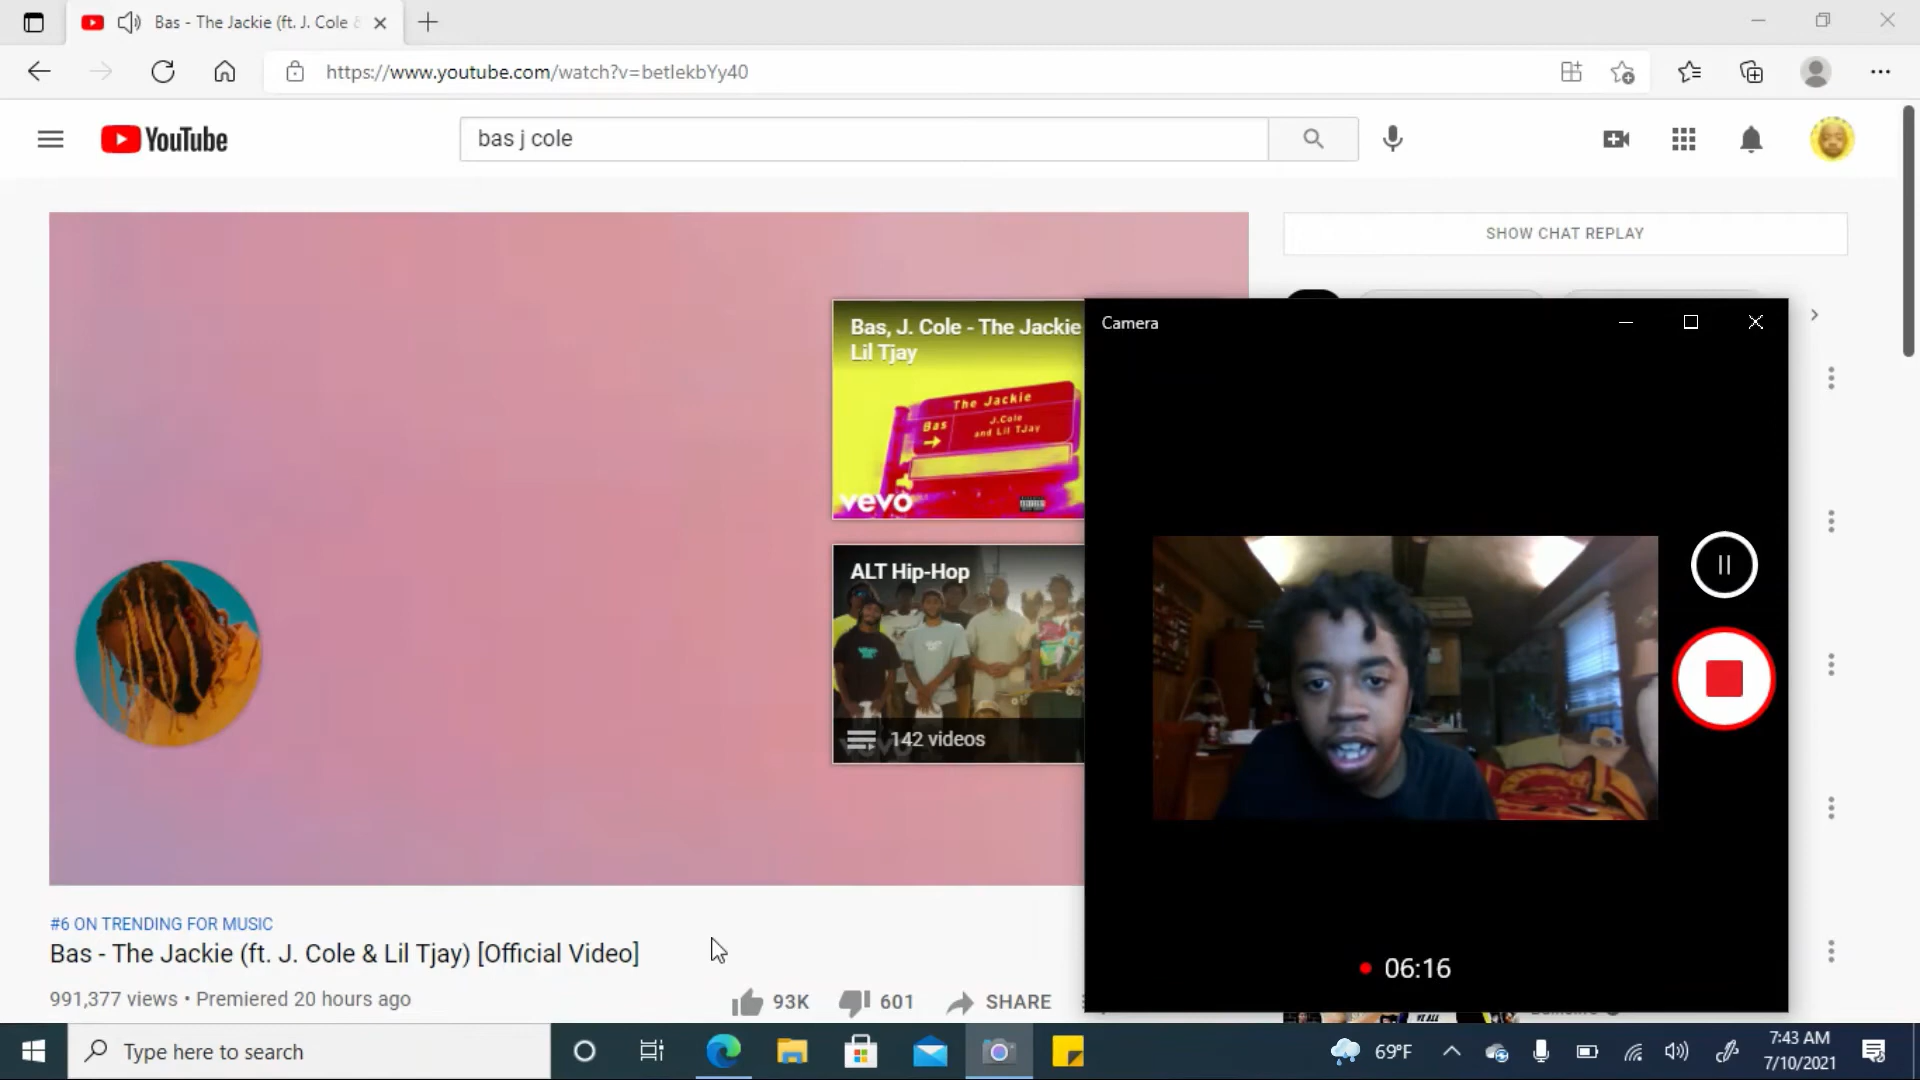 Bas - The Jackie (ft. J. Cole &
https://www.youtube.com/watch?v=betlekbYy40
YouTube
bas j cole
SHOW CHAT REPLAY
Bas, J. Cole - The Jackie
Lil Tjay
The Jackie
Bas
J.Cole
and Lil TJay
vevo
ALT Hip-Hop
142 videos
Camera
06:16
#6 ON TRENDING FOR MUSIC
Bas - The Jackie (ft. J. Cole & Lil Tjay) [Official Video]
991,377 views • Premiered 20 hours ago
93K
601
SHARE
Type here to search
69°F
7:43 AM
7/10/2021